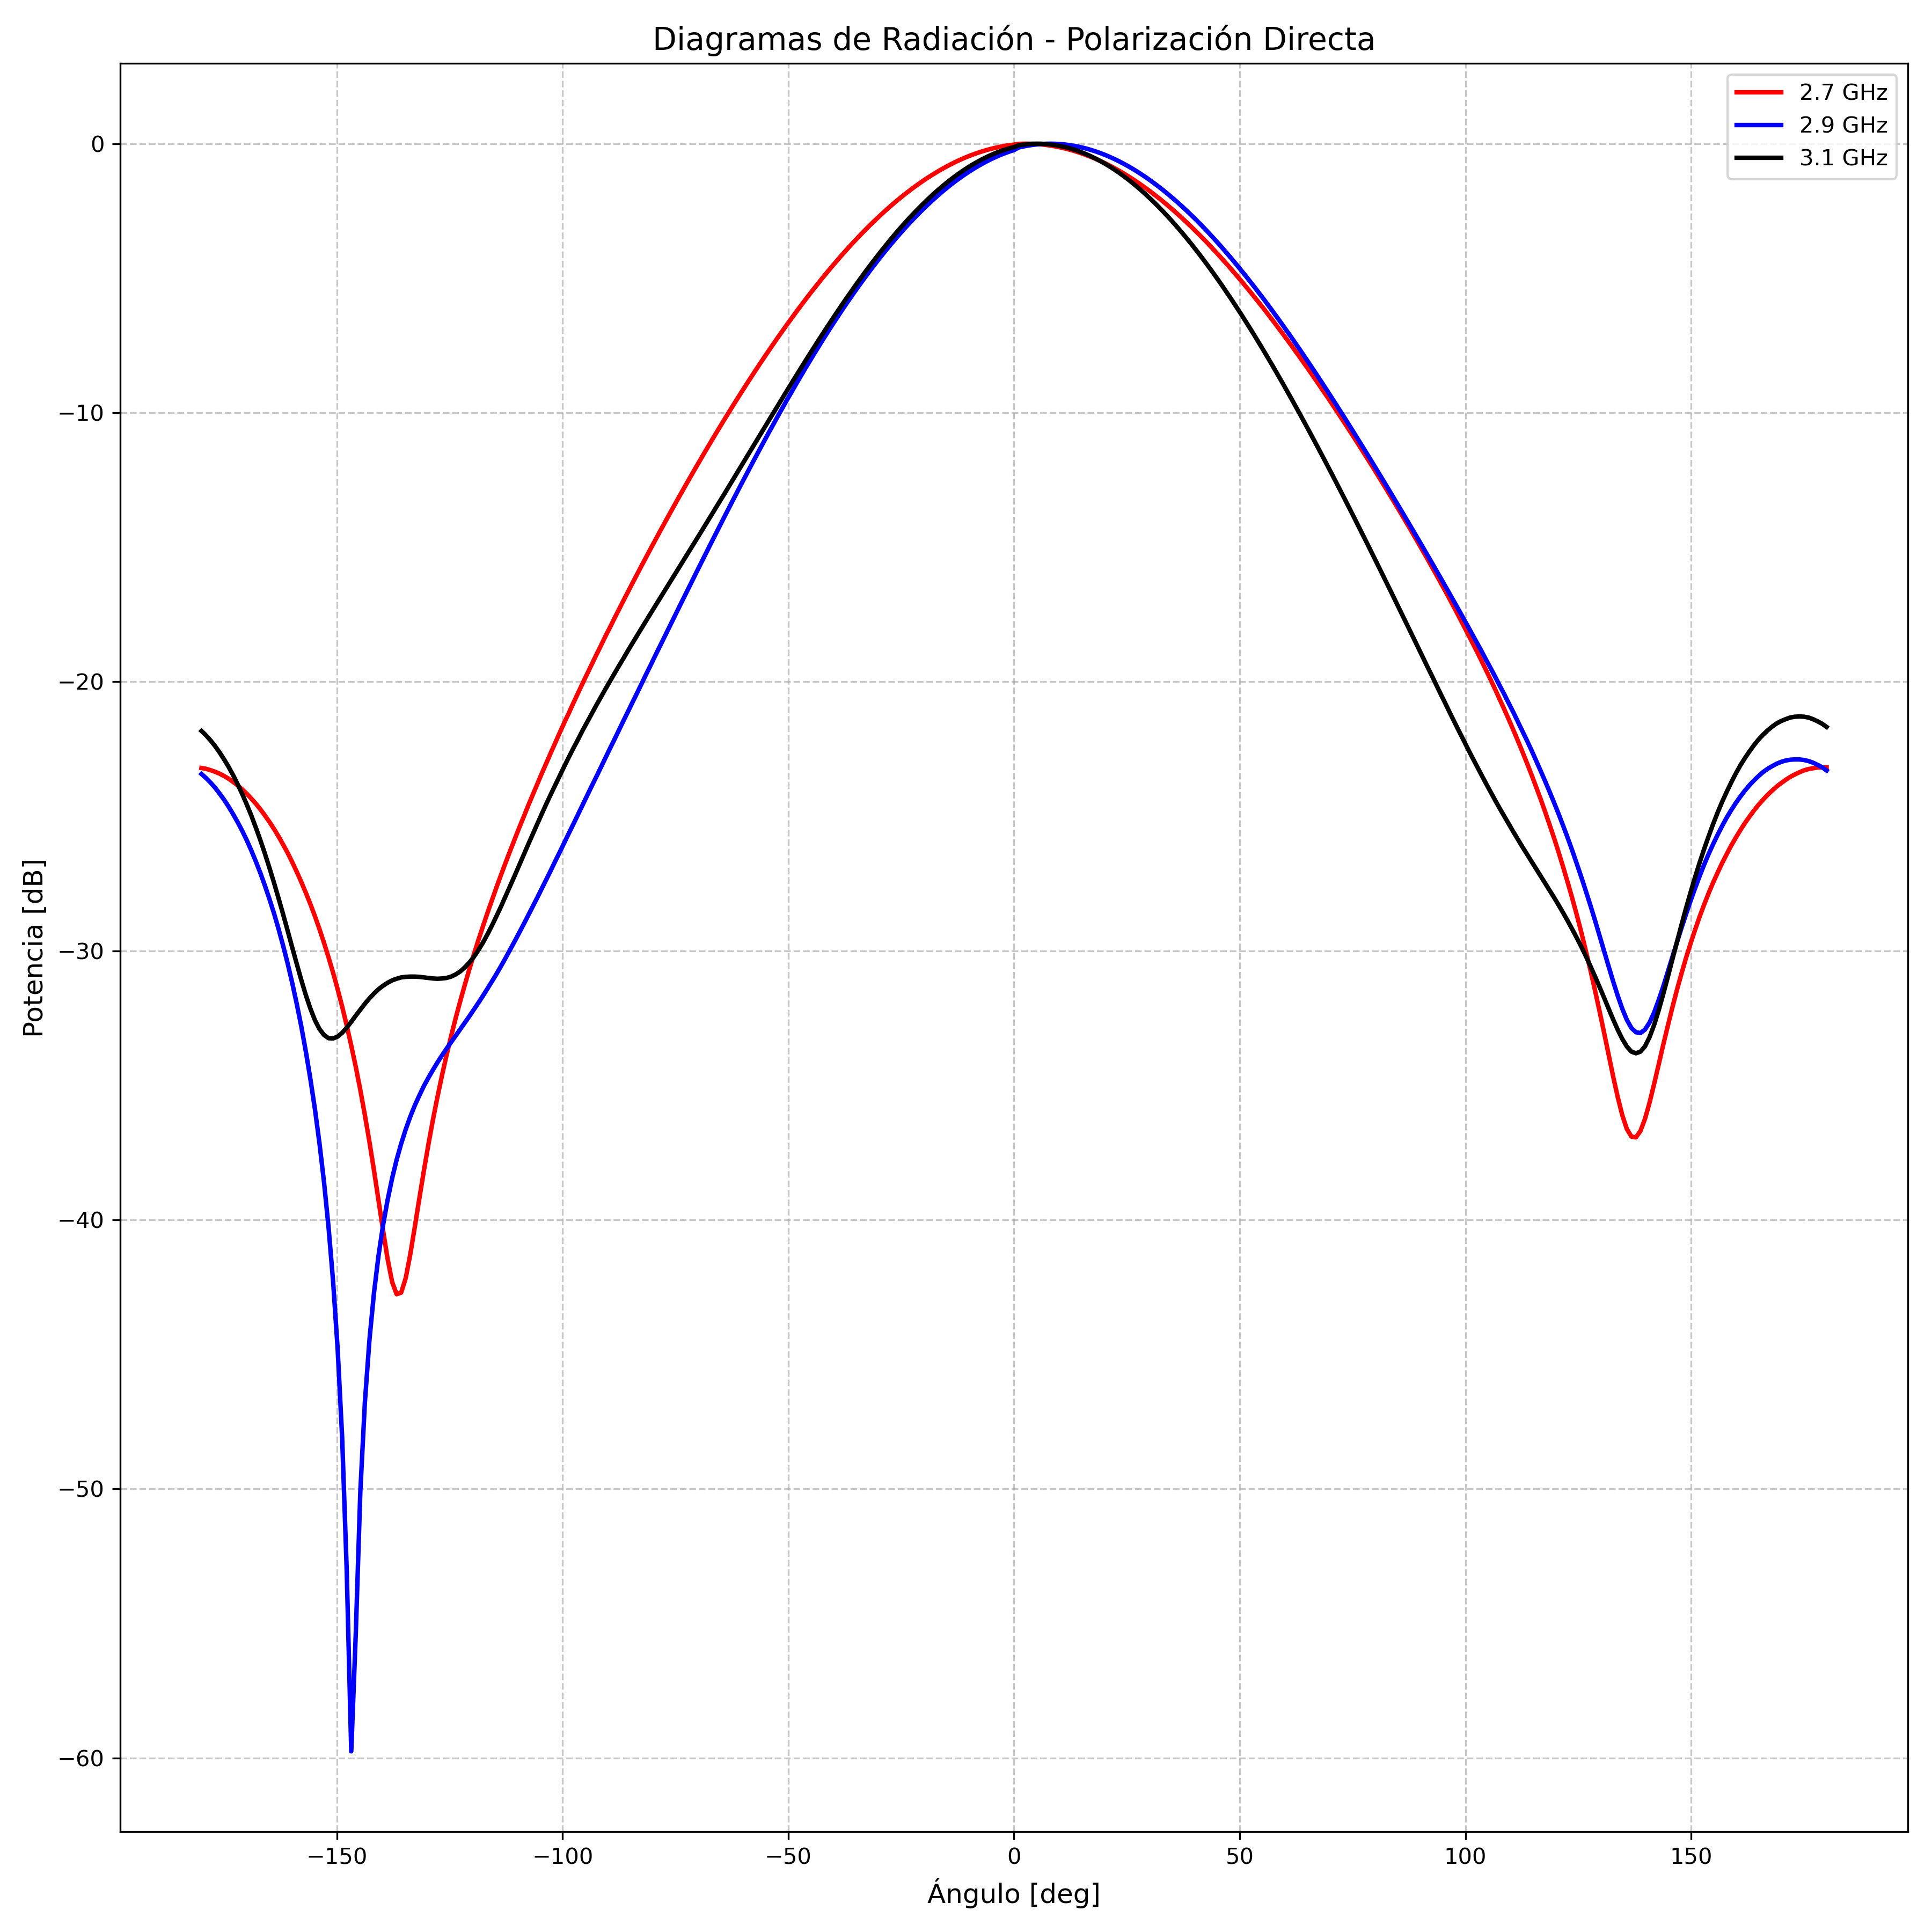 Diagramas de Radiación - Polarización Directa
2.7 GHz
2.9 GHz
3.1 GHz
0
−10
−20
−30
−40
−50
−60
Potencia [dB]
−150
−100
−50
0
50
100
150
Ángulo [deg]